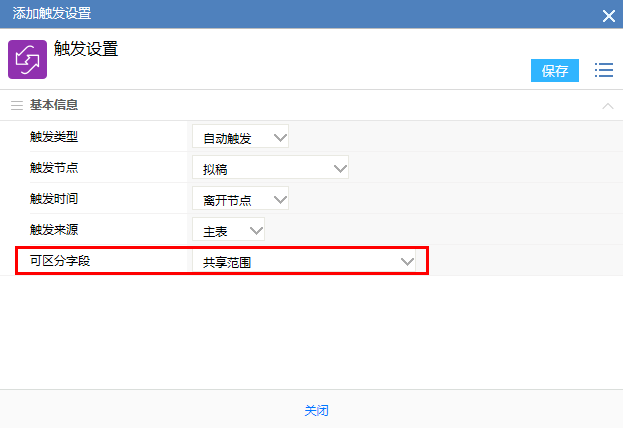 添加触发设置
触发设置
保存
基本信息
触发类型 自动触发
触发节点 拟稿
触发时间 离开节点
触发来源 主表
可区分字段 共享范围
关闭